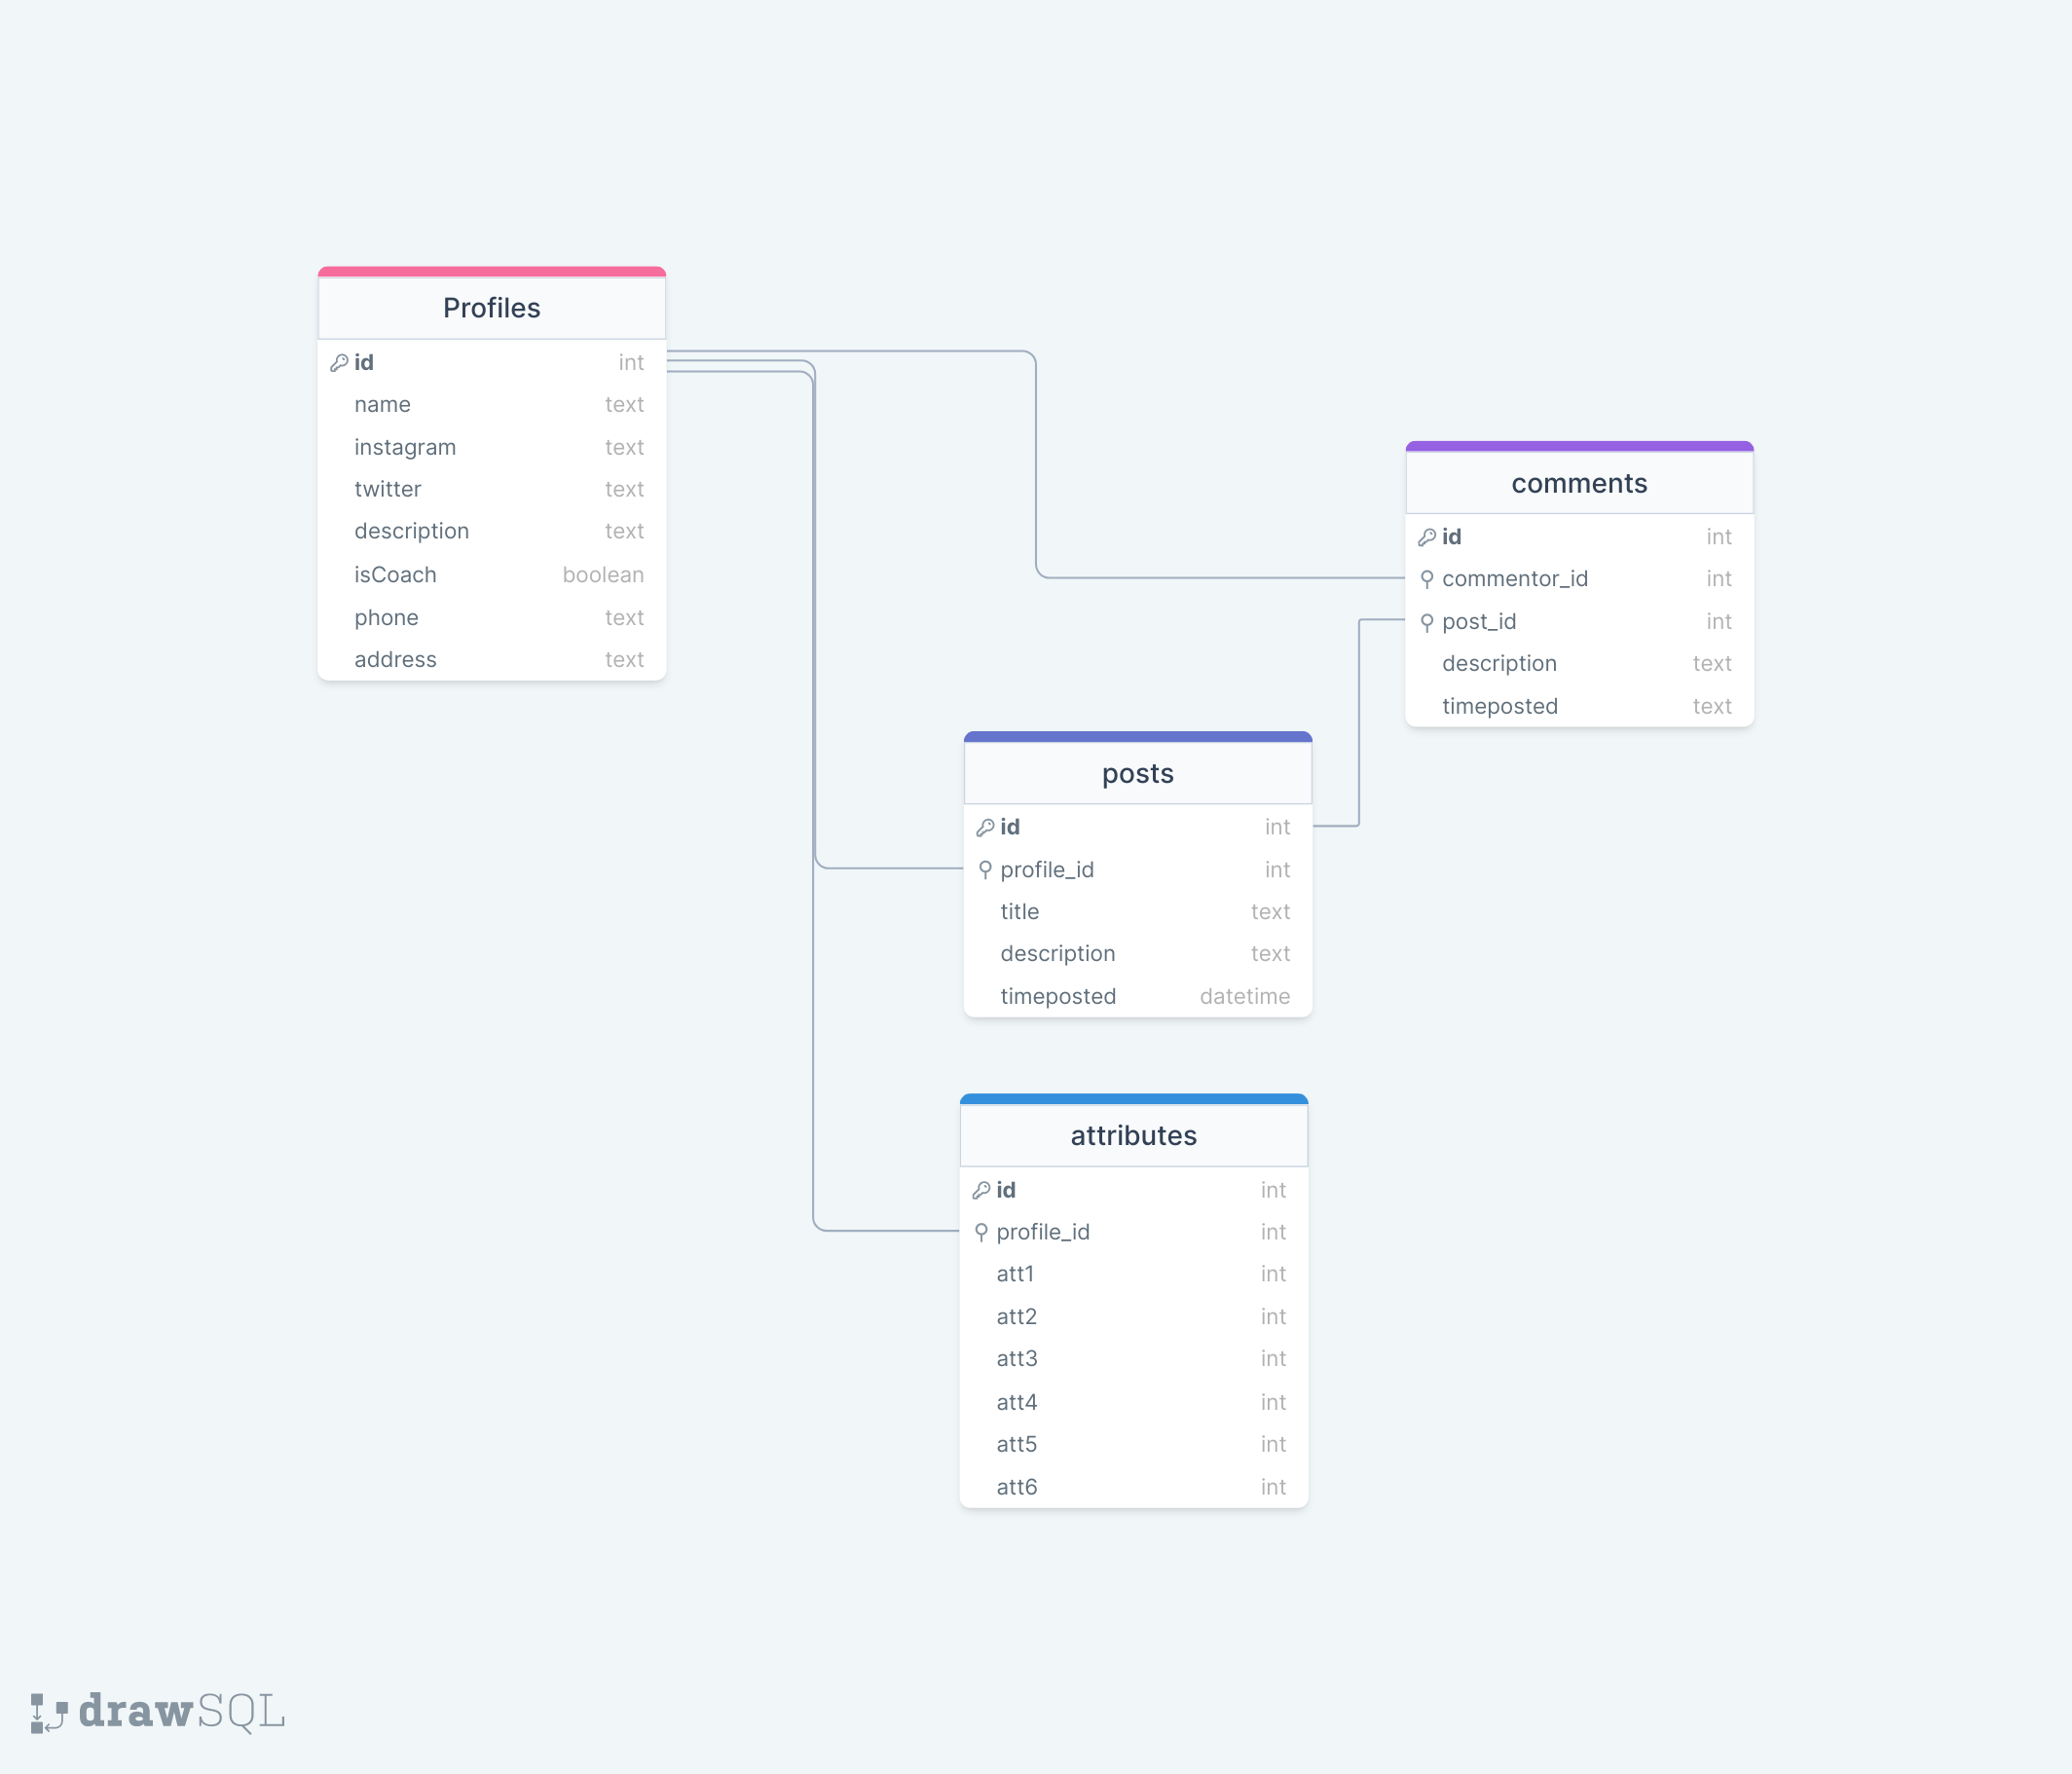 Profiles
id int
name text
instagram text
twitter text
description text
isCoach boolean
phone text
address text
comments
id int
commentor_id int
post_id int
description text
timeposted text
posts
id int
profile_id int
title text
description text
timeposted datetime
attributes
id int
profile_id int
att1 int
att2 int
att3 int
att4 int
att5 int
att6 int
drawSQL